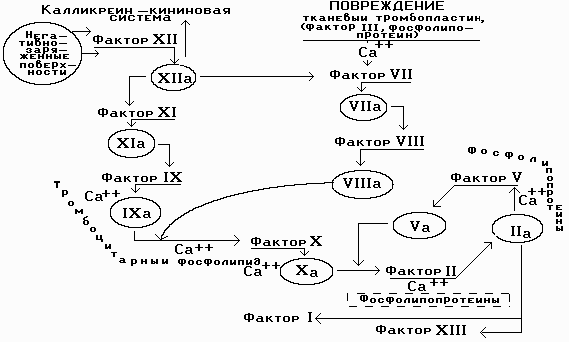 Калликреин-кининовая
система
ПОВРЕЖДЕНИЕ
тканевый тромбопластин,
(фактор III, фосфолипо-
протеин)
Ca++
Нега-
тивно-
заря-
женные
поверх-
ности
Фактор XII
XIIa
Фактор VII
VIIa
Фактор XI
XIa
Фактор VIII
VIIIa
Фактор IX
Ca++
IXa
Тромбоцитарный фосфолипид
Ca++
Фосфолипопротеины
Фактор V
Ca++
Va
IIa
Фактор X
Ca++
Xa
Фактор II
Ca++
Фосфолипопротеины
Фактор I
Фактор XIII